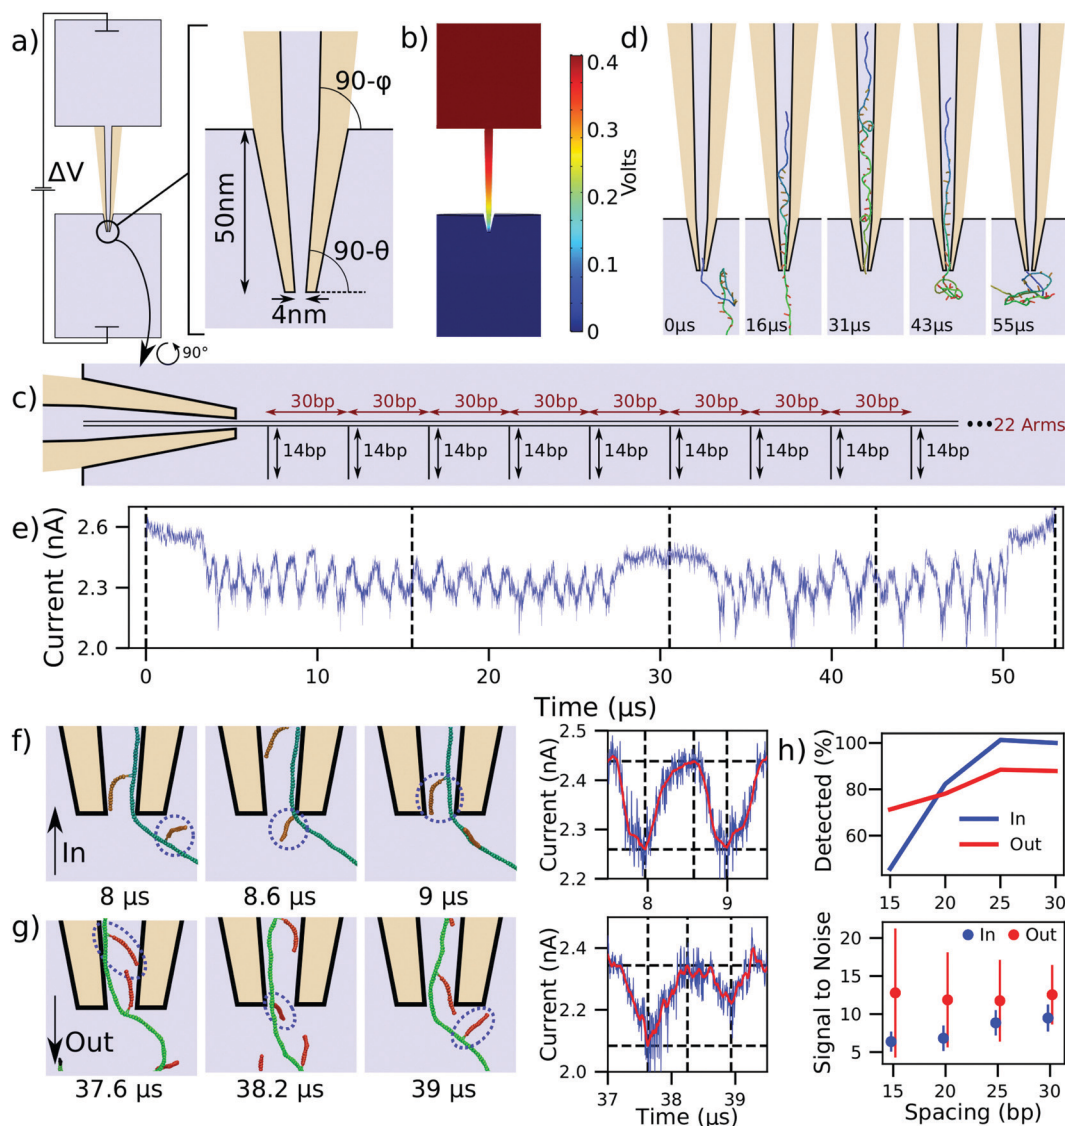 a)
ΔV
90°
90-φ
50nm
90-θ
4nm
b)
0.4
0.3
0.2
0.1
0
Volts
d)
0µs
16µs
31µs
43µs
55µs
c)
30bp 30bp 30bp 30bp 30bp 30bp 30bp 30bp
•••22 Arms
14bp 14bp 14bp 14bp 14bp 14bp 14bp 14bp 14bp
e)
Current (nA)
2.6
2.3
2.0
0 10 20 30 40 50
Time (µs)
f)
In
8 µs 8.6 µs 9 µs
Current (nA)
2.5
2.4
2.3
2.2
8 9
g)
Out
37.6 µs 38.2 µs 39 µs
Current (nA)
2.4
2.2
2.0
37 38 39
Time (µs)
h)
Detected (%)
100
80
60
In
Out
15 20 25 30
Signal to Noise
20
15
10
5
In Out
15 20 25 30
Spacing (bp)